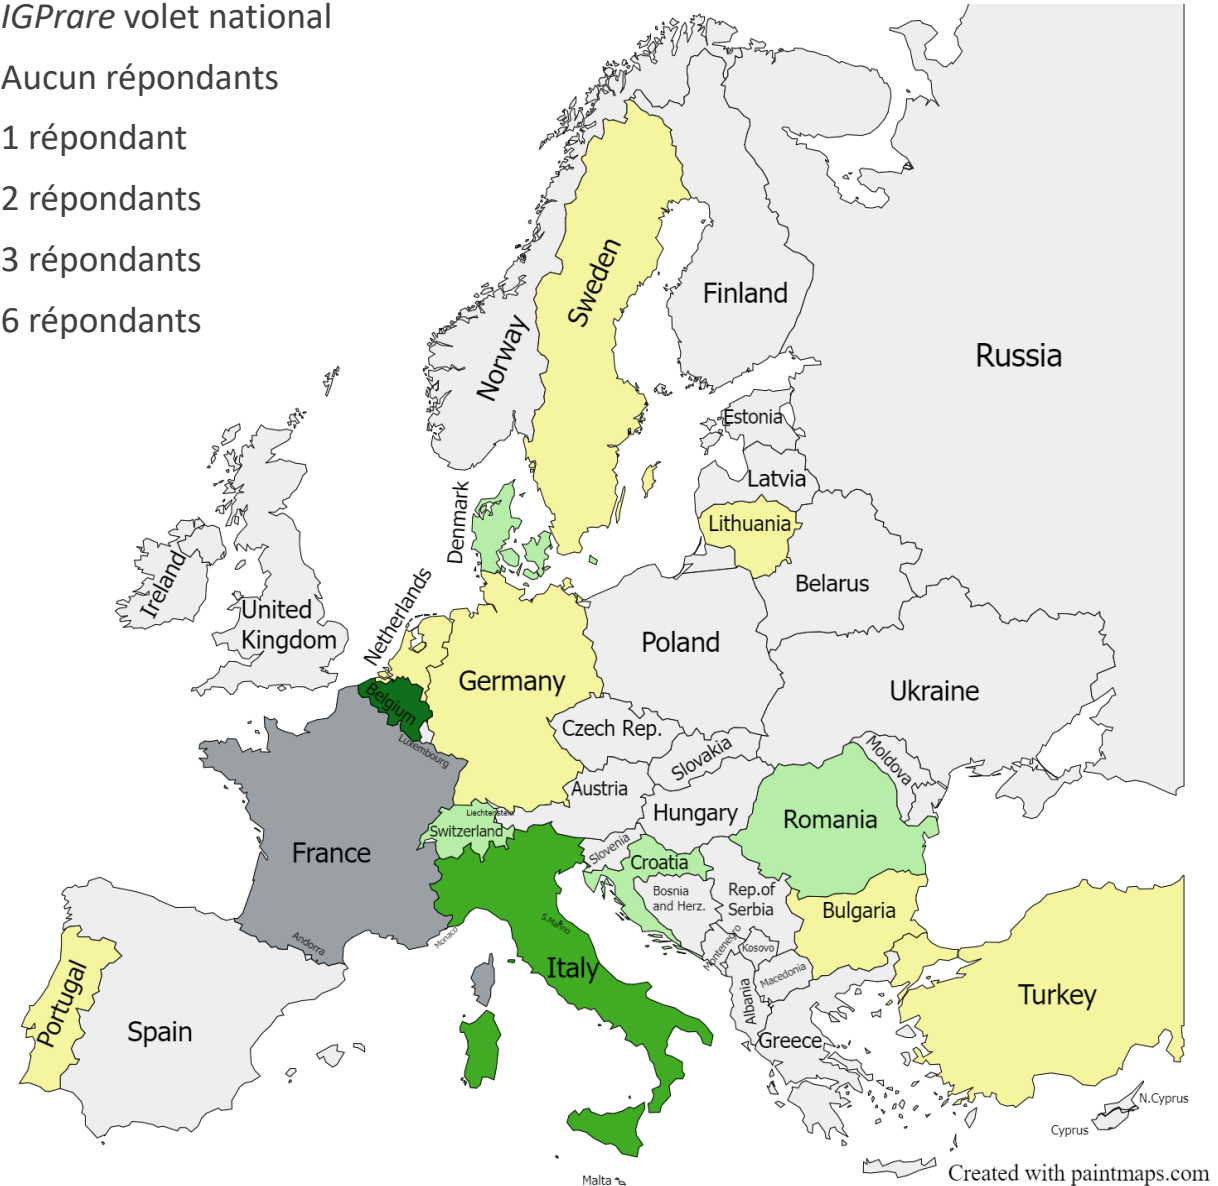 IGPrare volet national
Aucun répondants
1 répondant
2 répondants
3 répondants
6 répondants
Sweden
Finland
Norway
Russia
Estonia
Latvia
Denmark
Lithuania
Ireland
United
Kingdom
Netherlands
Belarus
Poland
Germany
Belgium
Ukraine
Czech Rep.
Luxembourg
Slovakia
Moldova
Austria
Liechtenstein
Hungary
Switzerland
Romania
France
Slovenia
Croatia
Bosnia
and Herz.
Rep.of
Serbia
Bulgaria
S.Marino
Monaco
Andorra
Montenegro
Kosovo
Italy
Macedonia
Albania
Turkey
Portugal
Spain
Greece
N.Cyprus
Cyprus
Malta
Created with paintmaps.com